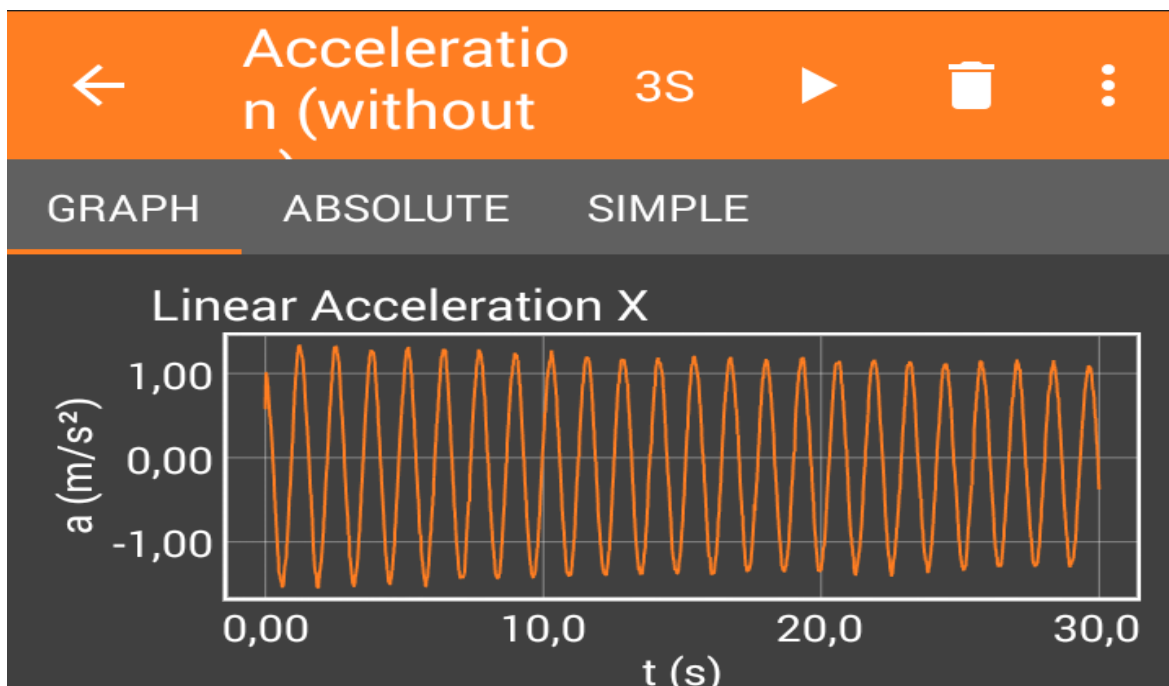 Acceleratio
n (without
3S
GRAPH ABSOLUTE SIMPLE
Linear Acceleration X
a (m/s²)
1,00
0,00
-1,00
0,00 10,0 20,0 30,0
t (s)